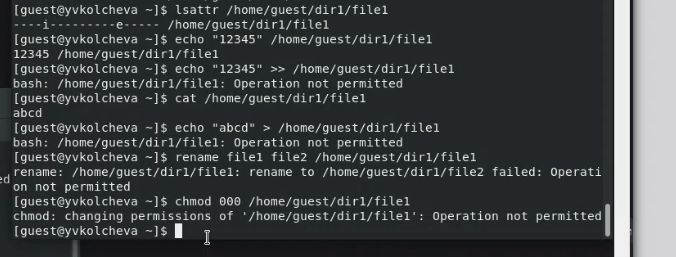 [guest@yvkolcheva ~]$ lsattr /home/guest/dir1/file1
----i---------e----- /home/guest/dir1/file1
[guest@yvkolcheva ~]$ echo "12345" /home/guest/dir1/file1
12345 /home/guest/dir1/file1
[guest@yvkolcheva ~]$ echo "12345" >> /home/guest/dir1/file1
bash: /home/guest/dir1/file1: Operation not permitted
[guest@yvkolcheva ~]$ cat /home/guest/dir1/file1
abcd
[guest@yvkolcheva ~]$ echo "abcd" > /home/guest/dir1/file1
bash: /home/guest/dir1/file1: Operation not permitted
[guest@yvkolcheva ~]$ rename file1 file2 /home/guest/dir1/file1
rename: /home/guest/dir1/file1: rename to /home/guest/dir1/file2 failed: Operati
on not permitted
[guest@yvkolcheva ~]$ chmod 000 /home/guest/dir1/file1
chmod: changing permissions of '/home/guest/dir1/file1': Operation not permitted
[guest@yvkolcheva ~]$